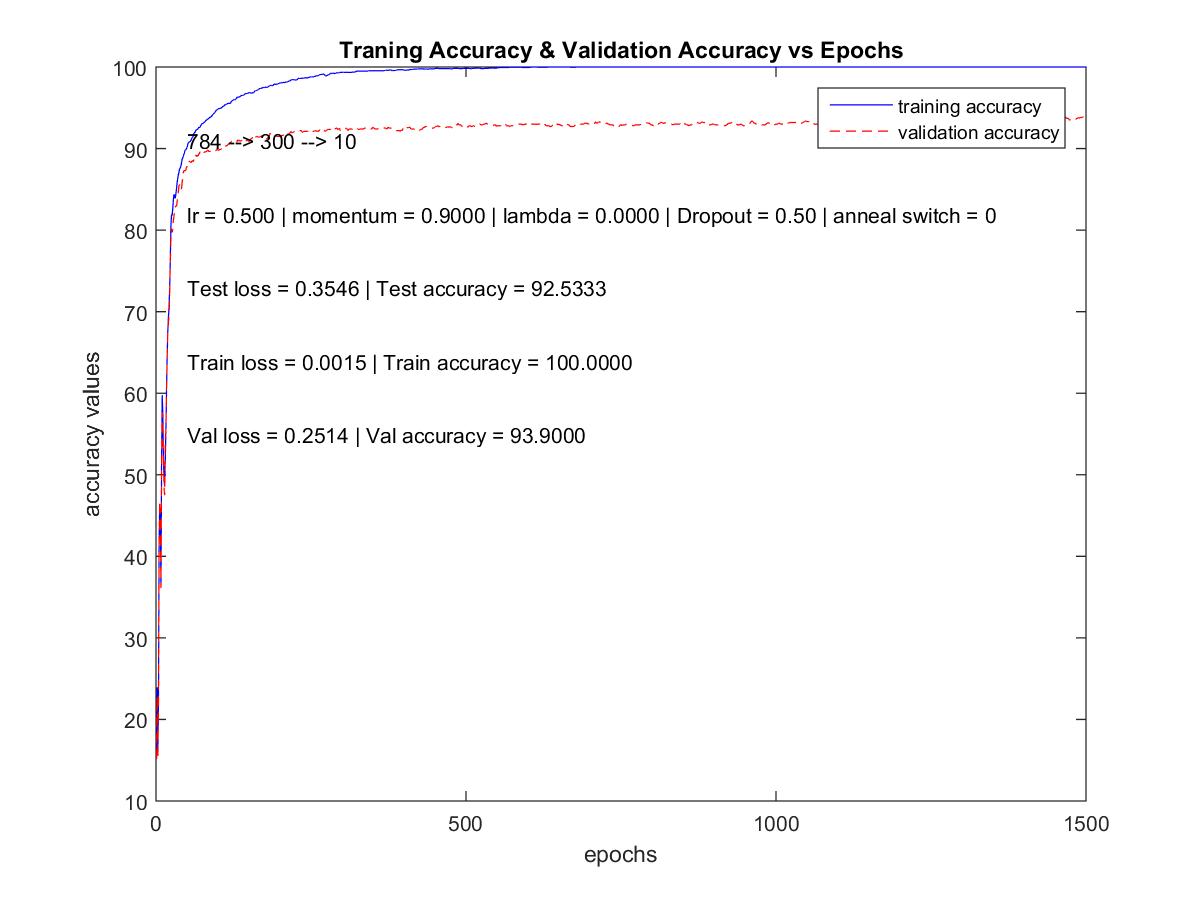 Traning Accuracy & Validation Accuracy vs Epochs
100
90
80
70
60
50
40
30
20
10
accuracy values
training accuracy
validation accuracy
784 --> 300 --> 10
lr = 0.500 | momentum = 0.9000 | lambda = 0.0000 | Dropout = 0.50 | anneal switch = 0
Test loss = 0.3546 | Test accuracy = 92.5333
Train loss = 0.0015 | Train accuracy = 100.0000
Val loss = 0.2514 | Val accuracy = 93.9000
0
500
1000
1500
epochs